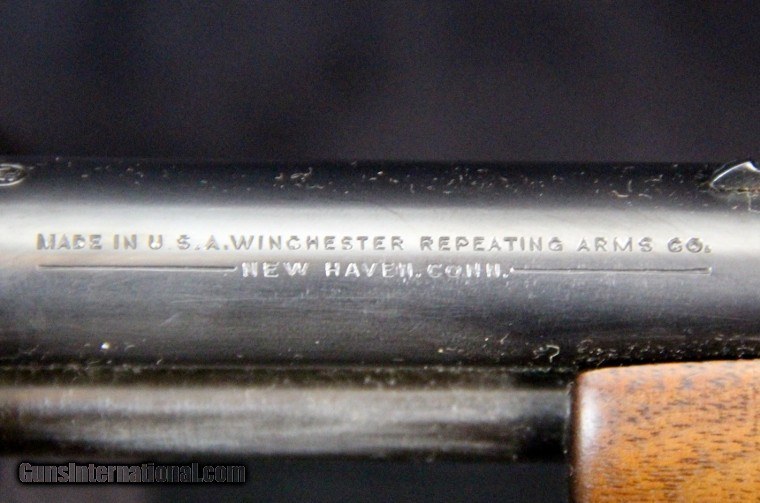 MADE IN U.S.A. WINCHESTER REPEATING ARMS CO.
NEW HAVEN. CONN.
GunsInternational.com